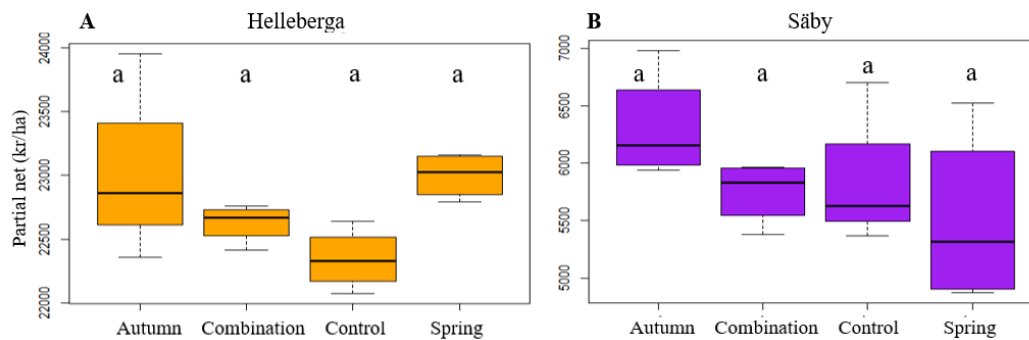 A Helleberga
Partial net (kr/ha)
24000
23500
23000
22500
22000
a a a a
Autumn Combination Control Spring
B Säby
7000
6500
6000
5500
5000
a a a a
Autumn Combination Control Spring